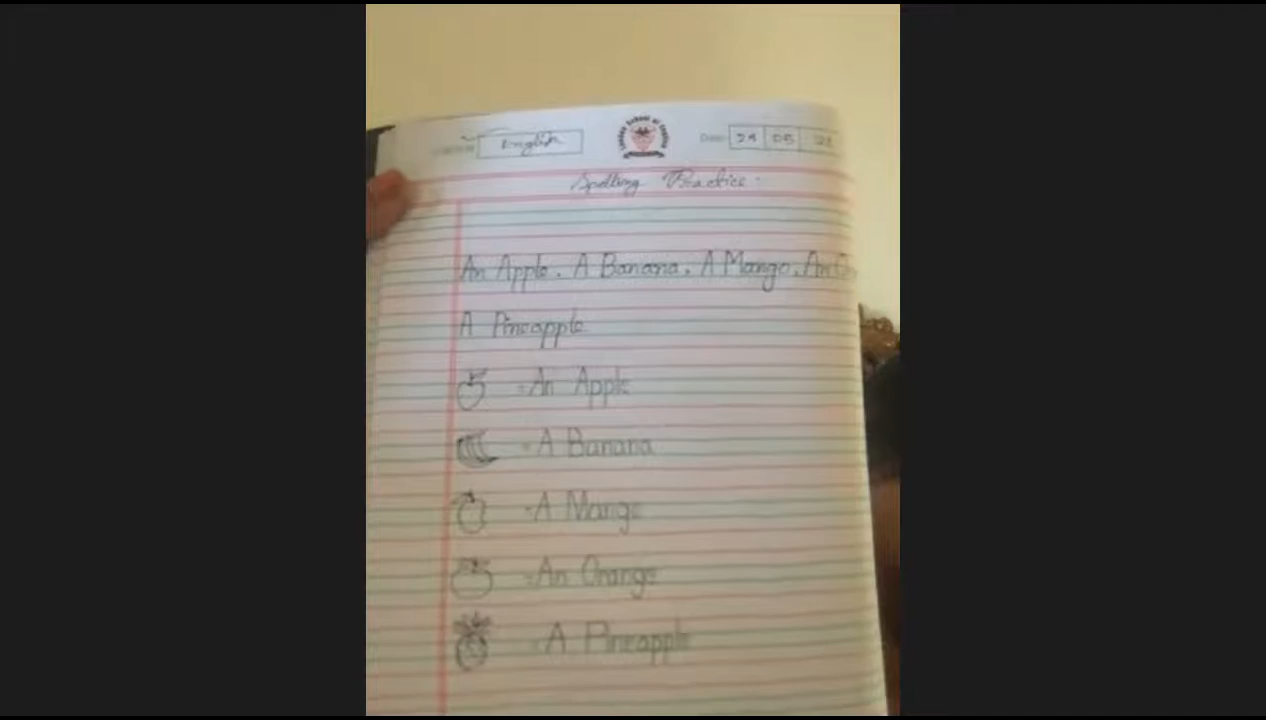 English
Date: 24 05
Spelling Practice.
An Apple. A Banana. A Mango. An
A Pineapple
= An Apple
= A Banana
= A Mango
= An Orange
= A Pineapple